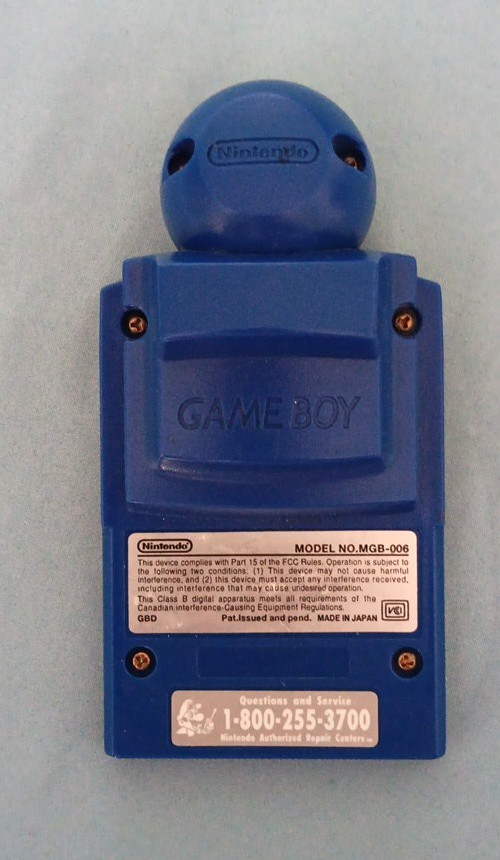 Nintendo
GAME BOY
Nintendo MODEL NO.MGB-006
This device complies with Part 15 of the FCC Rules. Operation is subject to
the following two conditions: (1) This device may not cause harmful
interference, and (2) this device must accept any interference received,
including interference that may cause undesired operation.
This Class B digital apparatus meets all requirements of the
Canadian Interference-Causing Equipment Regulations.
GBD Pat.Issued and pend. MADE IN JAPAN VCI
Questions and Service
1-800-255-3700
Nintendo Authorized Repair Centers